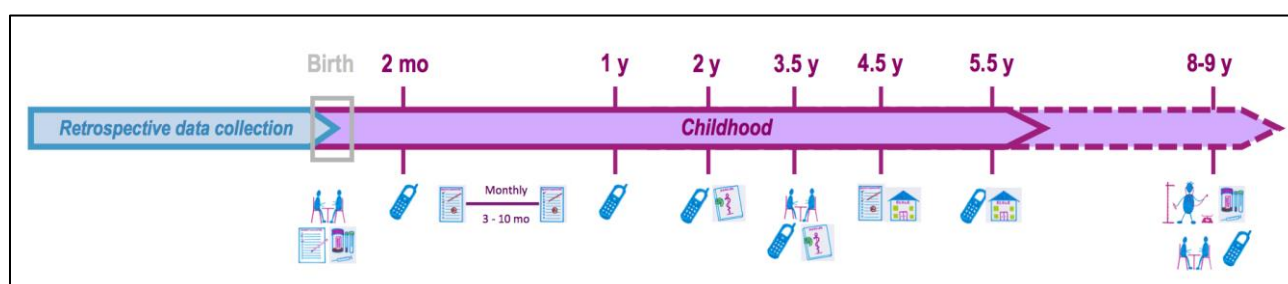 Birth 2 mo 1 y 2 y 3.5 y 4.5 y 5.5 y 8-9 y
Retrospective data collection Childhood
Monthly
3 - 10 mo